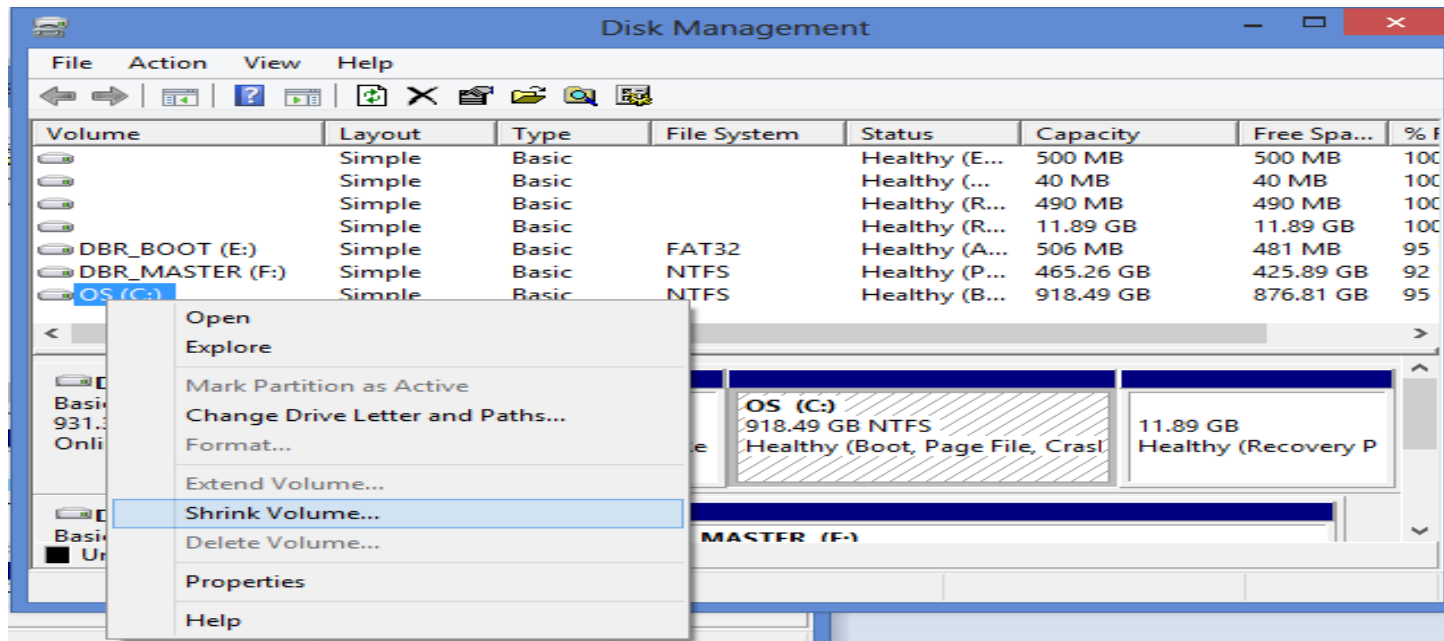 Disk Management
File Action View Help
Volume Layout Type File System Status Capacity Free Spa... %
Simple Basic Healthy (E... 500 MB 500 MB 100
Simple Basic Healthy (... 40 MB 40 MB 100
Simple Basic Healthy (R... 490 MB 490 MB 100
Simple Basic Healthy (R... 11.89 GB 11.89 GB 100
DBR_BOOT (E:) Simple Basic FAT32 Healthy (A... 506 MB 481 MB 95
DBR_MASTER (F:) Simple Basic NTFS Healthy (P... 465.26 GB 425.89 GB 92
OS (C:) Simple Basic NTFS Healthy (B... 918.49 GB 876.81 GB 95
Open
Explore
Mark Partition as Active
Change Drive Letter and Paths...
Format...
Extend Volume...
Shrink Volume...
Delete Volume...
Properties
Help
Basi
931.
Onli
OS (C:)
918.49 GB NTFS
Healthy (Boot, Page File, Crasl
11.89 GB
Healthy (Recovery P
Basi
MASTER (F:)